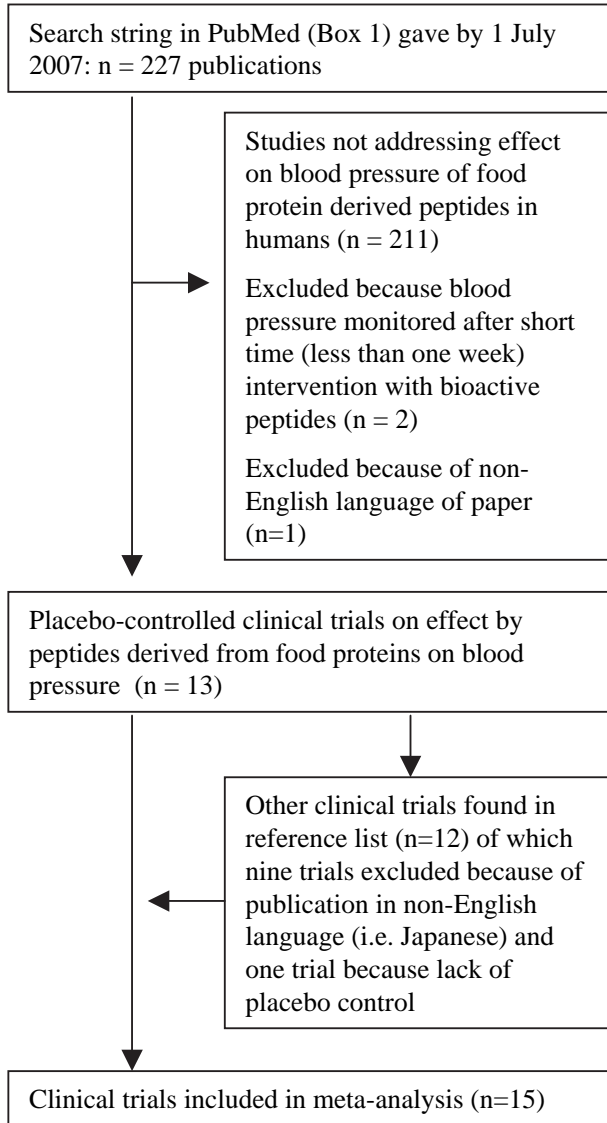 Search string in PubMed (Box 1) gave by 1 July
2007: n = 227 publications
Studies not addressing effect
on blood pressure of food
protein derived peptides in
humans (n = 211)
Excluded because blood
pressure monitored after short
time (less than one week)
intervention with bioactive
peptides (n = 2)
Excluded because of non-
English language of paper
(n=1)
Placebo-controlled clinical trials on effect by
peptides derived from food proteins on blood
pressure  (n = 13)
Other clinical trials found in
reference list (n=12) of which
nine trials excluded because of
publication in non-English
language (i.e. Japanese) and
one trial because lack of
placebo control
Clinical trials included in meta-analysis (n=15)